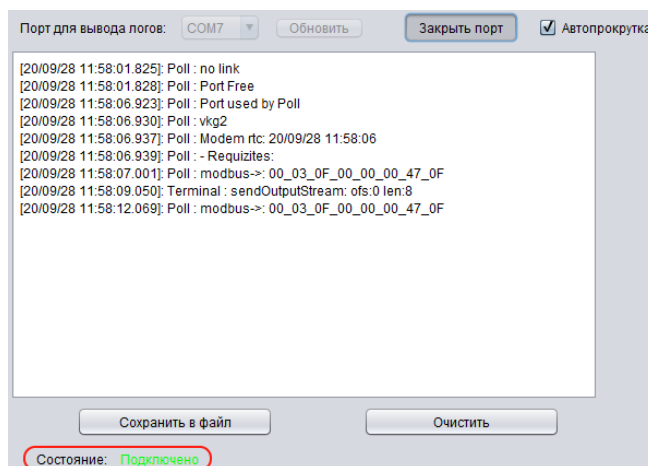 Порт для вывода логов: COM7 Обновить Закрыть порт Автопрокрутка
[20/09/28 11:58:01.825]: Poll : no link
[20/09/28 11:58:01.828]: Poll : Port Free
[20/09/28 11:58:06.923]: Poll : Port used by Poll
[20/09/28 11:58:06.930]: Poll : vkg2
[20/09/28 11:58:06.937]: Poll : Modem rtc: 20/09/28 11:58:06
[20/09/28 11:58:06.939]: Poll : - Requizites:
[20/09/28 11:58:07.001]: Poll : modbus->: 00_03_0F_00_00_00_47_0F
[20/09/28 11:58:09.050]: Terminal : sendOutputStream: ofs:0 len:8
[20/09/28 11:58:12.069]: Poll : modbus->: 00_03_0F_00_00_00_47_0F
Сохранить в файл Очистить
Состояние: Подключено